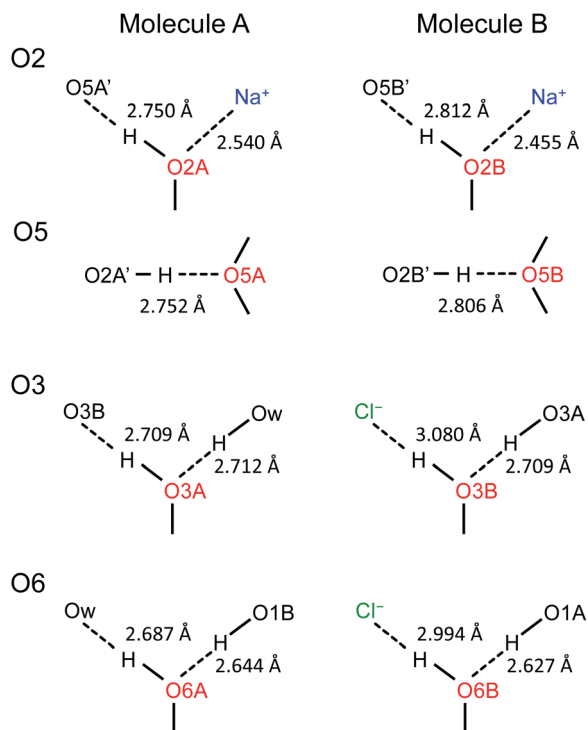 Molecule A Molecule B
O2
O5A’ 2.750 Å Na⁺ O5B’ 2.812 Å Na⁺
H 2.540 Å H 2.455 Å
O2A O2B
O5
O2A’ H O5A O2B’ H O5B
2.752 Å 2.806 Å
O3
O3B 2.709 Å Ow Cl⁻ 3.080 Å O3A
H H 2.712 Å H H 2.709 Å
O3A O3B
O6
Ow 2.687 Å O1B Cl⁻ 2.994 Å O1A
H H 2.644 Å H H 2.627 Å
O6A O6B